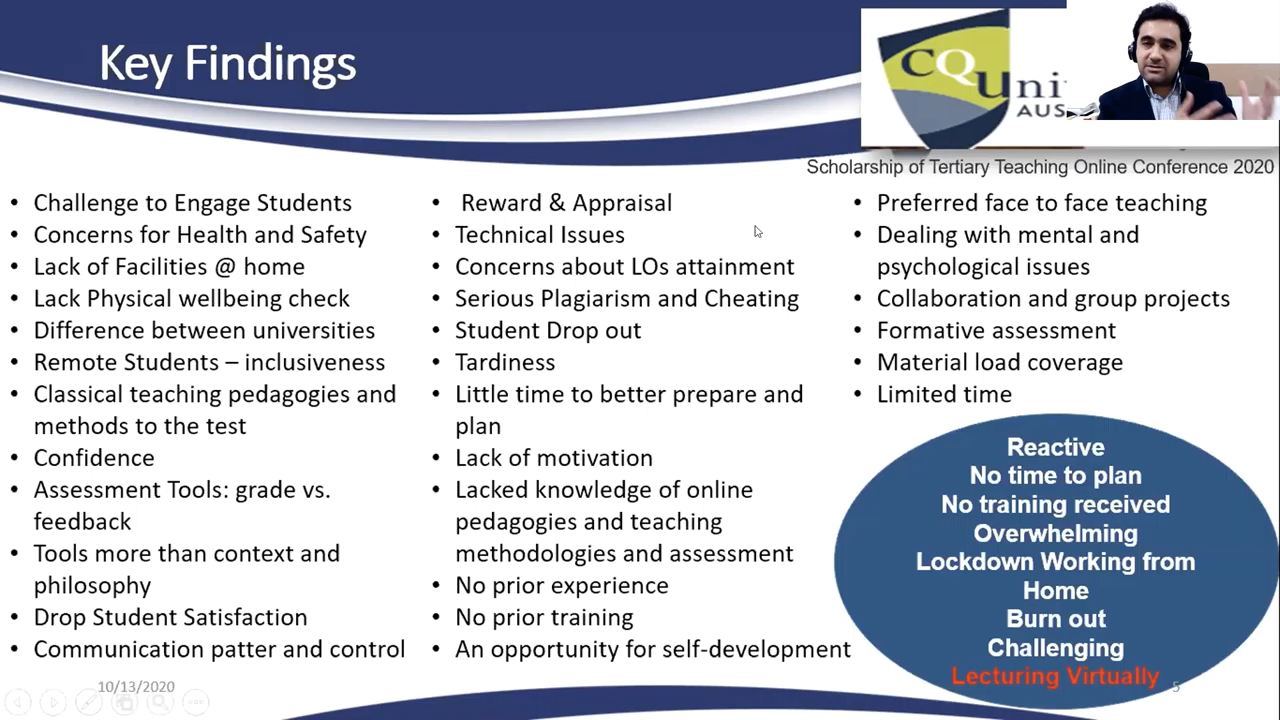 Key Findings
CQUni
AUS
Scholarship of Tertiary Teaching Online Conference 2020
• Challenge to Engage Students
• Concerns for Health and Safety
• Lack of Facilities @ home
• Lack Physical wellbeing check
• Difference between universities
• Remote Students – inclusiveness
• Classical teaching pedagogies and
methods to the test
• Confidence
• Assessment Tools: grade vs.
feedback
• Tools more than context and
philosophy
• Drop Student Satisfaction
• Communication patter and control
• Reward & Appraisal
• Technical Issues
• Concerns about LOs attainment
• Serious Plagiarism and Cheating
• Student Drop out
• Tardiness
• Little time to better prepare and
plan
• Lack of motivation
• Lacked knowledge of online
pedagogies and teaching
methodologies and assessment
• No prior experience
• No prior training
• An opportunity for self-development
• Preferred face to face teaching
• Dealing with mental and
psychological issues
• Collaboration and group projects
• Formative assessment
• Material load coverage
• Limited time
Reactive
No time to plan
No training received
Overwhelming
Lockdown Working from
Home
Burn out
Challenging
Lecturing Virtually
10/13/2020
5